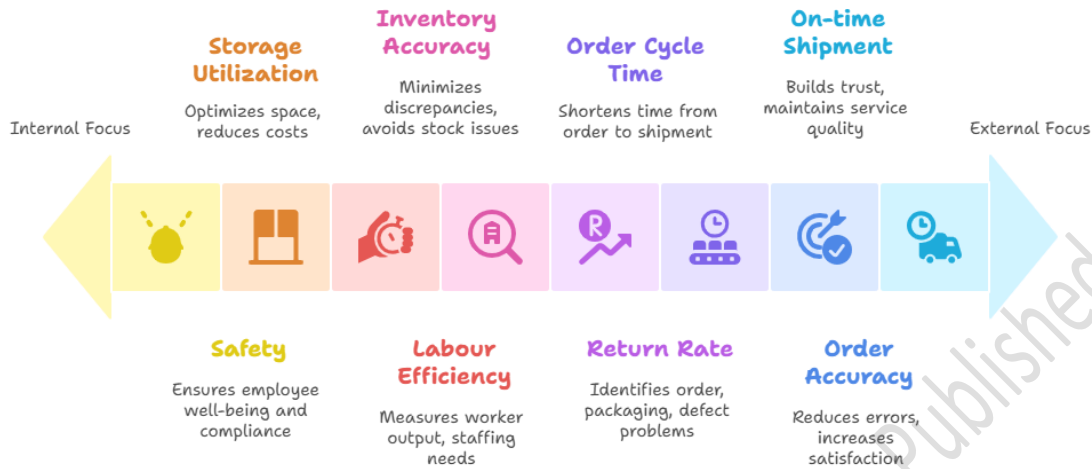 Internal Focus
Storage
Utilization
Optimizes space,
reduces costs
Inventory
Accuracy
Minimizes
discrepancies,
avoids stock issues
Order Cycle
Time
Shortens time from
order to shipment
On-time
Shipment
Builds trust,
maintains service
quality
External Focus
R
Safety
Ensures employee
well-being and
compliance
Labour
Efficiency
Measures worker
output, staffing
needs
Return Rate
Identifies order,
packaging, defect
problems
Order
Accuracy
Reduces errors,
increases
satisfaction
Published